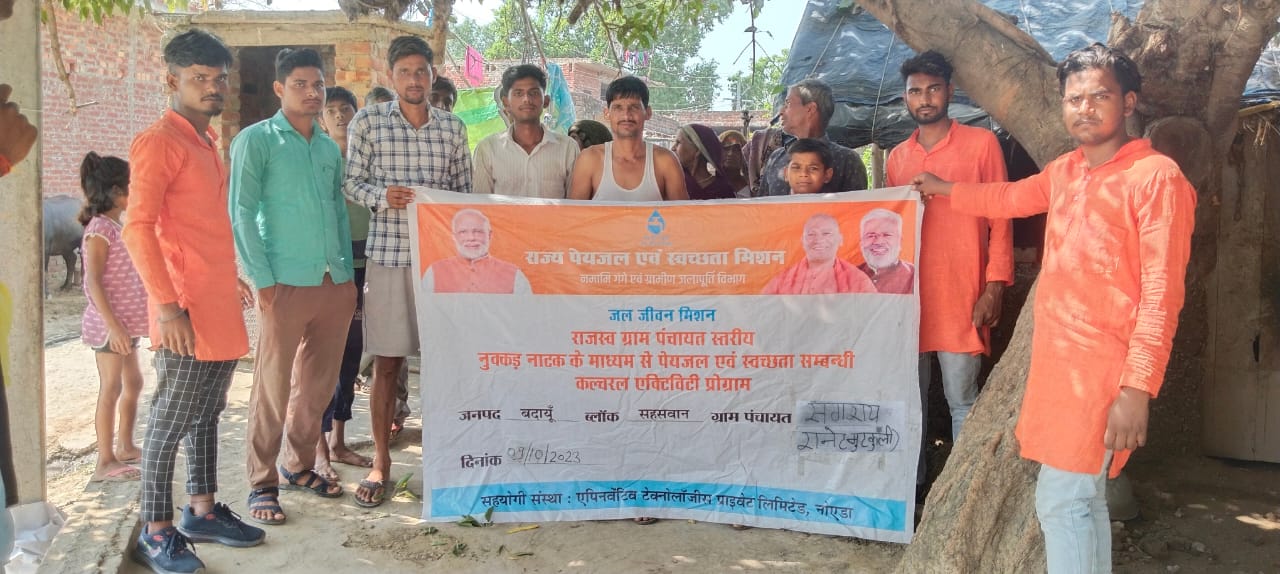 राज्य पेयजल एवं स्वच्छता मिशन
नमामि गंगे एवं ग्रामीण जलापूर्ति विभाग
जल जीवन मिशन
राजस्व ग्राम पंचायत स्तरीय
नुक्कड़ नाटक के माध्यम से पेयजल एवं स्वच्छता सम्बन्धी
कल्चरल एक्टिविटी प्रोग्राम
जनपद बदायूँ ब्लॉक सहसवान ग्राम पंचायत सगराय
दिनांक 09/10/2023
सहयोगी संस्था : एपिनवेंटिव टेक्नोलॉजीस प्राइवेट लिमिटेड, नोएडा